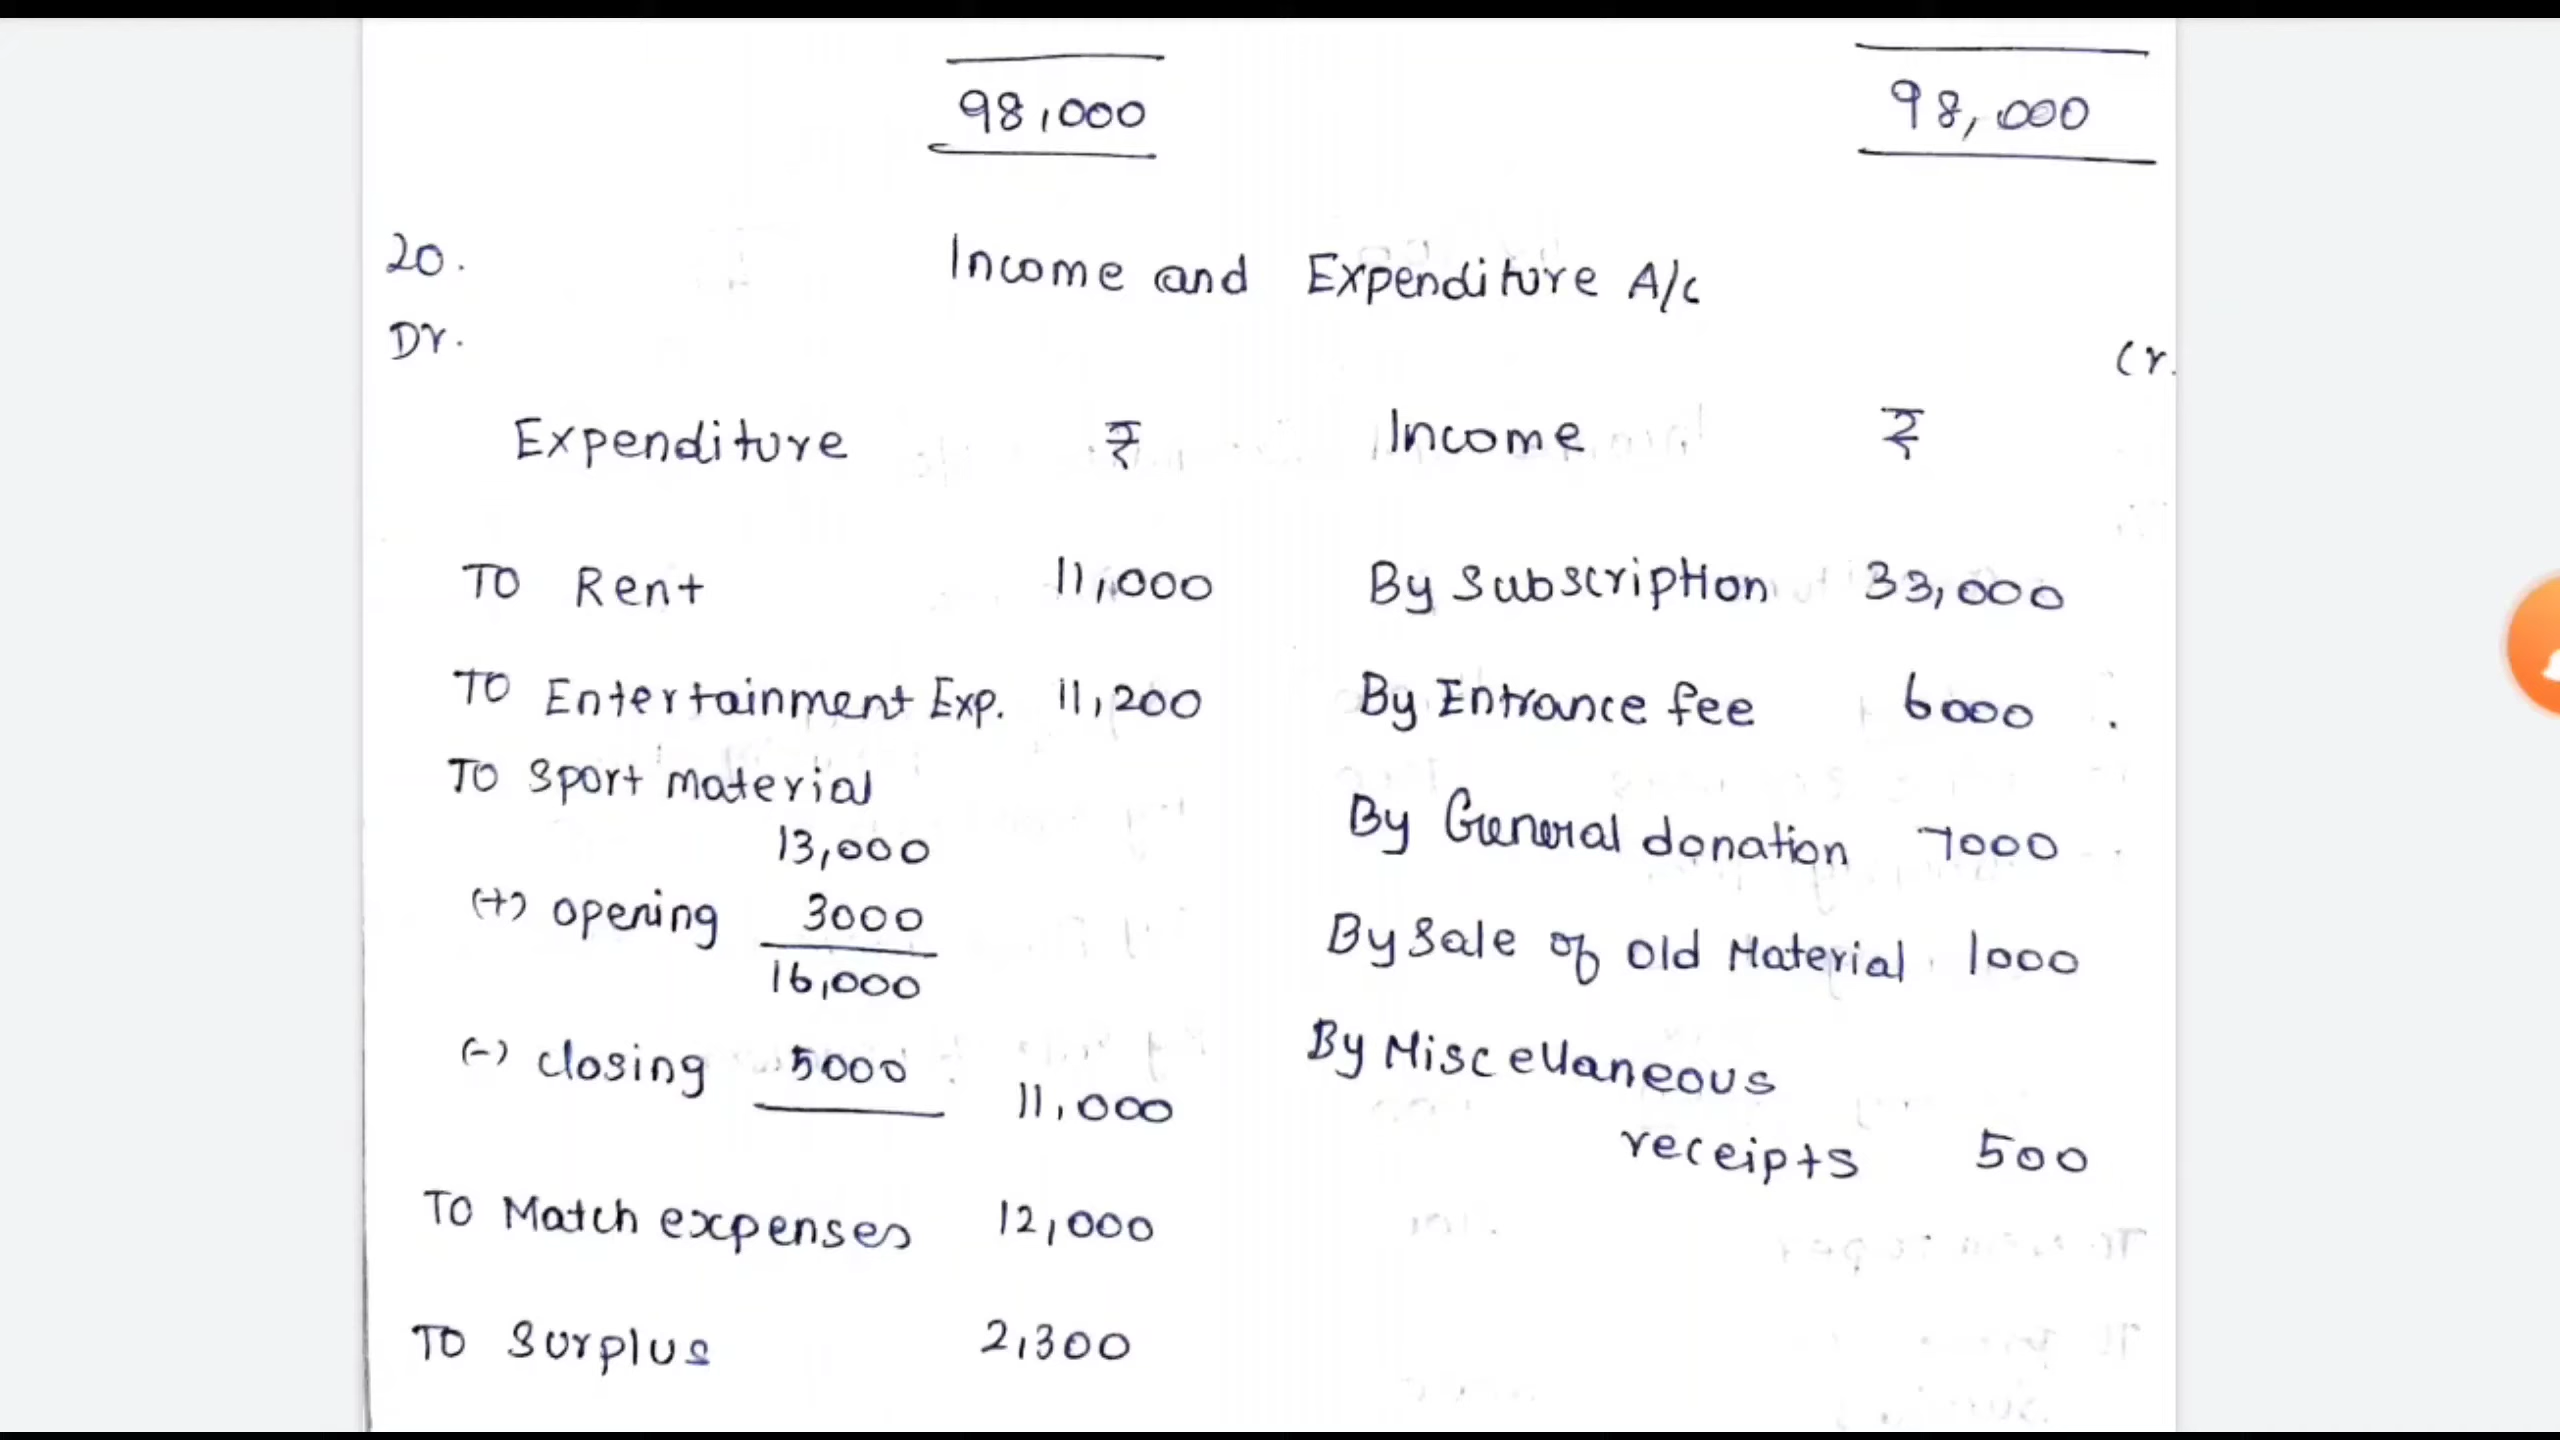 98,000 98,000
20. Income and Expenditure A/c
Dr. Cr.
Expenditure ₹ Income ₹
To Rent 11,000 By Subscription 33,000
To Entertainment Exp. 11,200 By Entrance fee 6000
To Sport material
13,000
By General donation 7000
(+) opening 3000
By Sale of Old Material 1000
16,000
(-) closing 5000 11,000
By Miscellaneous
receipts 500
To Match expenses 12,000
To Surplus 2,300